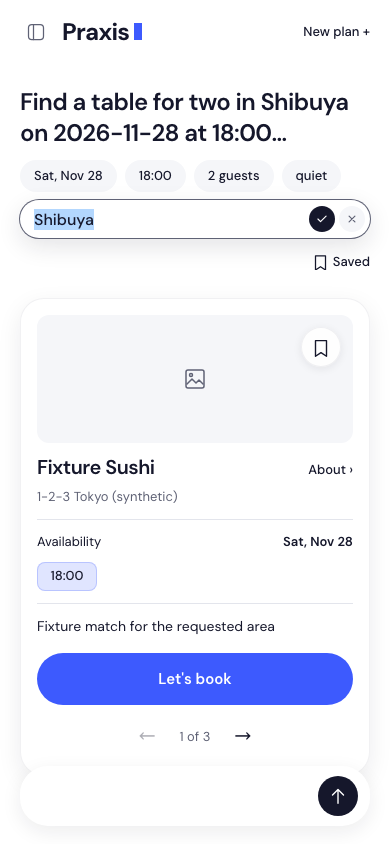 Praxis
New plan +
Find a table for two in Shibuya
on 2026-11-28 at 18:00...
Sat, Nov 28
18:00
2 guests
quiet
Shibuya
Saved
Fixture Sushi
About ›
1-2-3 Tokyo (synthetic)
Availability
Sat, Nov 28
18:00
Fixture match for the requested area
Let's book
← 1 of 3 →